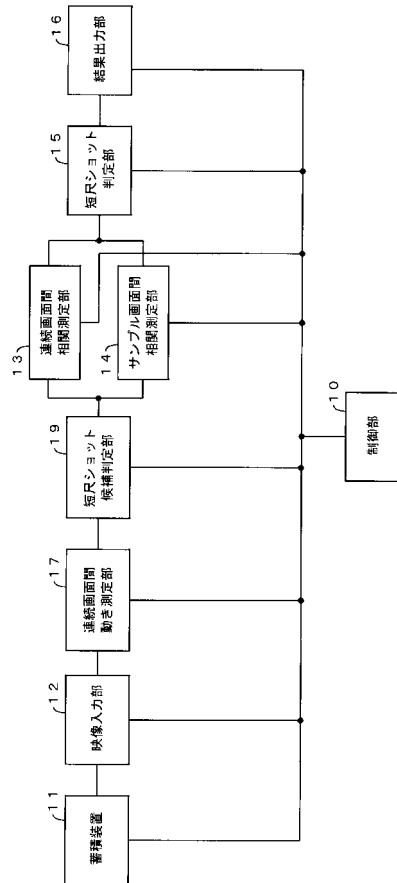 11
蓄積装置
12
映像入力部
17
連続画面間
動き測定部
19
短尺ショット
候補判定部
13
連続画面間
相関測定部
14
サンプル画面間
相関測定部
15
短尺ショット
判定部
16
結果出力部
10
制御部